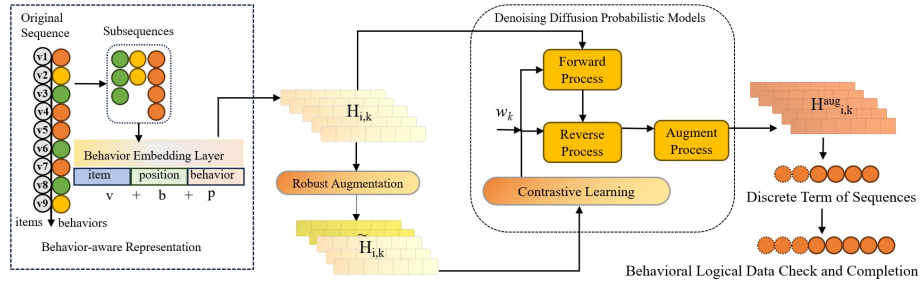 Original
Sequence
Subsequences
v1
v2
v3
v4
v5
v6
v7
v8
v9
items behaviors
Behavior Embedding Layer
item position behavior
v + b + p
Behavior-aware Representation
H_{i,k}
Robust Augmentation
H̃_{i,k}
Denoising Diffusion Probabilistic Models
Forward
Process
w_k
Reverse
Process
Augment
Process
Contrastive Learning
H^{aug}_{i,k}
Discrete Term of Sequences
Behavioral Logical Data Check and Completion